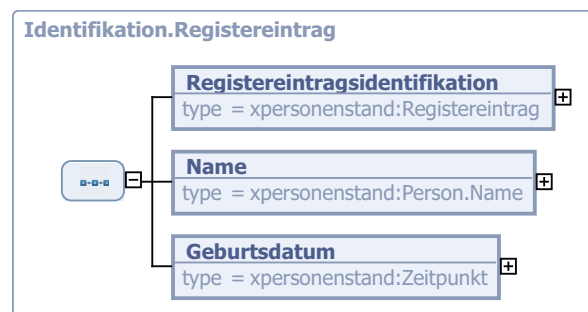 Identifikation.Registereintrag
Registereintragsidentifikation
type = xpersonenstand:Registereintrag
Name
type = xpersonenstand:Person.Name
Geburtsdatum
type = xpersonenstand:Zeitpunkt